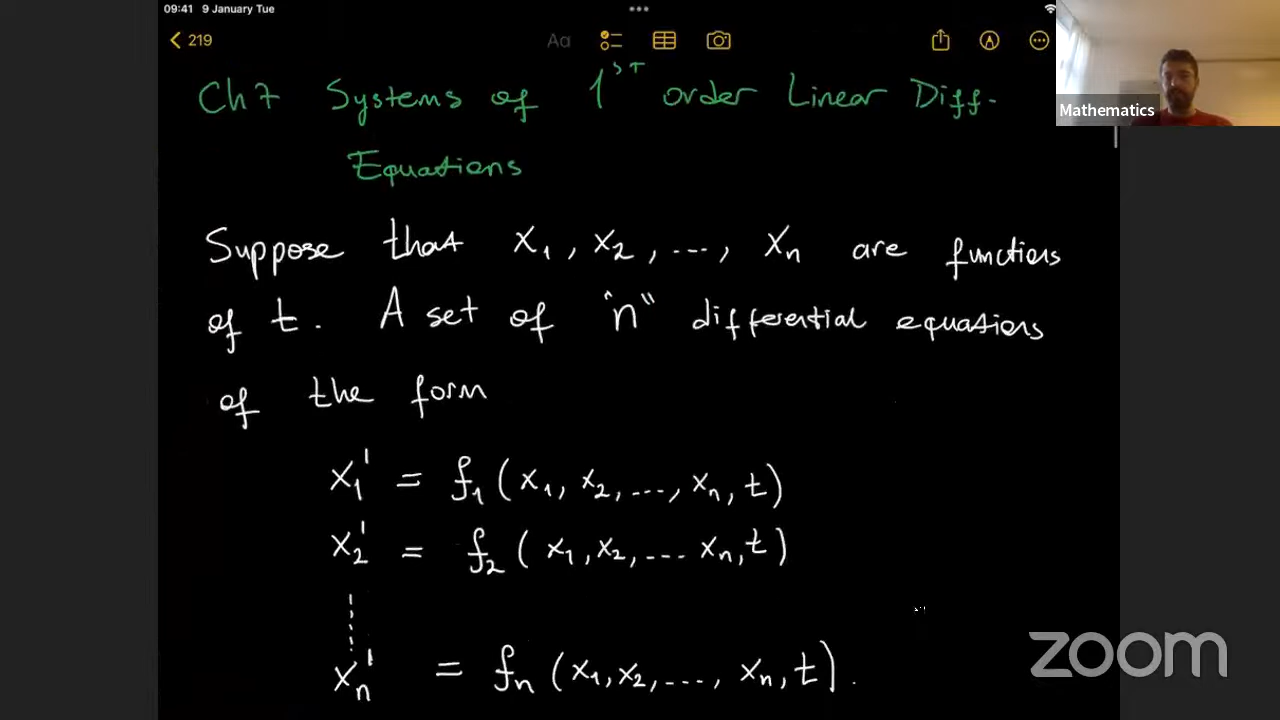 09:41 9 January Tue
219
Aa
Mathematics
Ch 7 Systems of 1st order Linear Diff.
Equations
Suppose that x₁, x₂, ..., xₙ are functions
of t. A set of "n" differential equations
of the form
x₁' = f₁(x₁, x₂, ..., xₙ, t)
x₂' = f₂(x₁, x₂, ... xₙ, t)
xₙ' = fₙ(x₁, x₂, ..., xₙ, t).
zoom